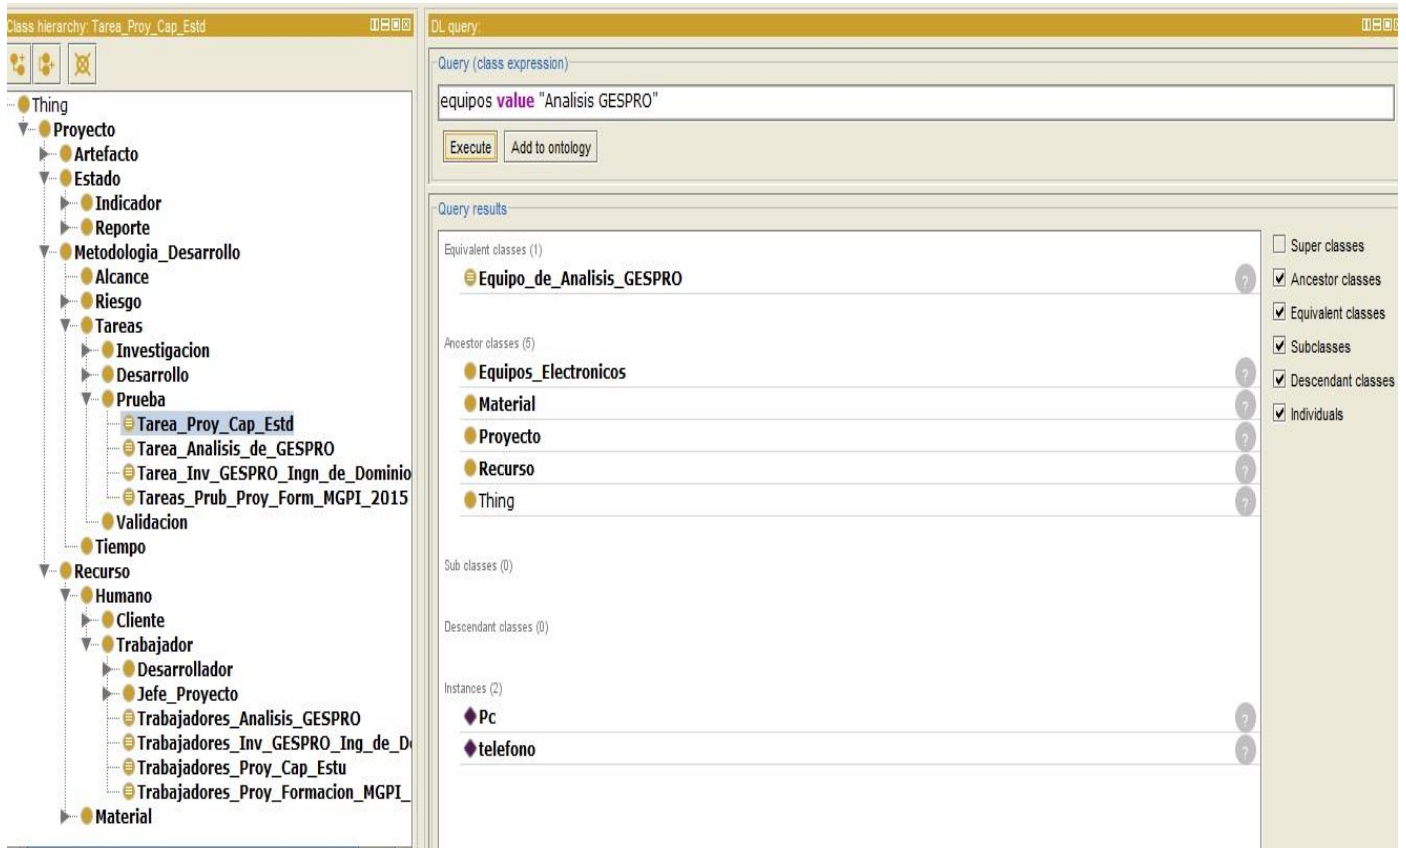 Class hierarchy: Tarea_Proy_Cap_Estd
Thing
Proyecto
Artefacto
Estado
Indicador
Reporte
Metodologia_Desarrollo
Alcance
Riesgo
Tareas
Investigacion
Desarrollo
Prueba
Tarea_Proy_Cap_Estd
Tarea_Analisis_de_GESPRO
Tarea_Inv_GESPRO_Ingn_de_Dominio
Tareas_Prub_Proy_Form_MGPI_2015
Validacion
Tiempo
Recurso
Humano
Cliente
Trabajador
Desarrollador
Jefe_Proyecto
Trabajadores_Analisis_GESPRO
Trabajadores_Inv_GESPRO_Ing_de_D
Trabajadores_Proy_Cap_Estu
Trabajadores_Proy_Formacion_MGPI_
Material
DL query:
Query (class expression)
equipos value "Analisis GESPRO"
Execute Add to ontology
Query results
Equivalent classes (1)
Equipo_de_Analisis_GESPRO ?
Ancestor classes (5)
Equipos_Electronicos ?
Material ?
Proyecto ?
Recurso ?
Thing ?
Sub classes (0)
Descendant classes (0)
Instances (2)
Pc ?
telefono ?
Super classes
Ancestor classes
Equivalent classes
Subclasses
Descendant classes
Individuals